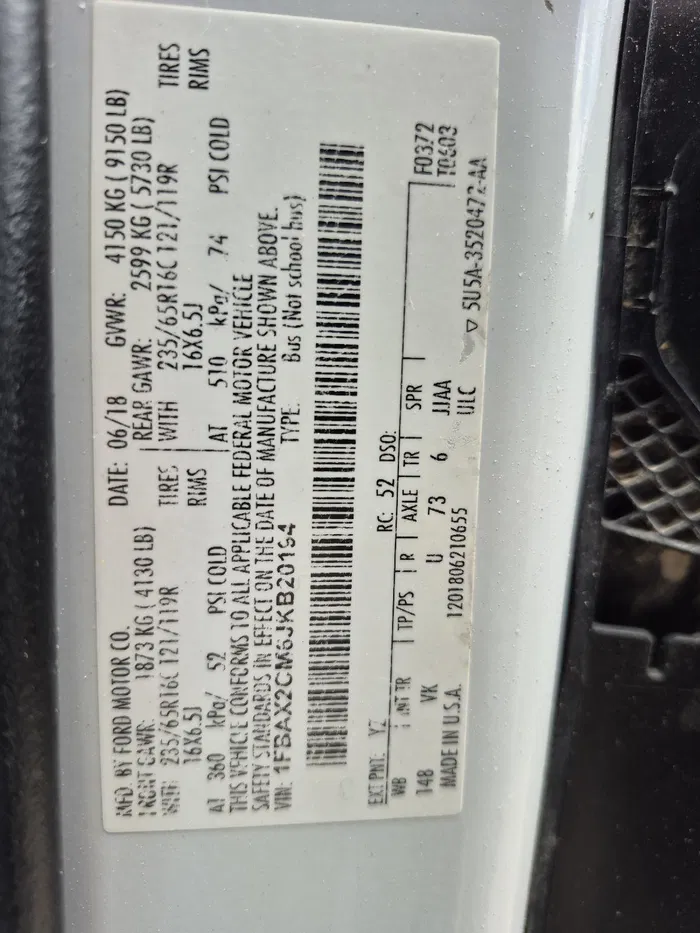 MFD. BY FORD MOTOR CO. DATE: 06/18 GVWR: 4150 KG ( 9150 LB)
FRONT GAWR: 1873 KG ( 4130 LB) REAR GAWR: 2599 KG ( 5730 LB)
WITH 235/65R16C 121/119R TIRES WITH 235/65R16C 121/119R TIRES
16X6.5J RIMS 16X6.5J RIMS
AT 360 kPa/ 52 PSI COLD AT 510 kPa/ 74 PSI COLD
THIS VEHICLE CONFORMS TO ALL APPLICABLE FEDERAL MOTOR VEHICLE
SAFETY STANDARDS IN EFFECT ON THE DATE OF MANUFACTURE SHOWN ABOVE.
VIN: 1FBAX2CM6JKB20194 TYPE: Bus (Not school bus)
EXT PNT: YZ RC: 52 DSO: F0372
WB INT TR TP/PS R AXLE TR SPR T0603
148 VK U 73 6 JJAA
MADE IN U.S.A. 1201806210655 ULC ▽ 5U5A-3520472-AA